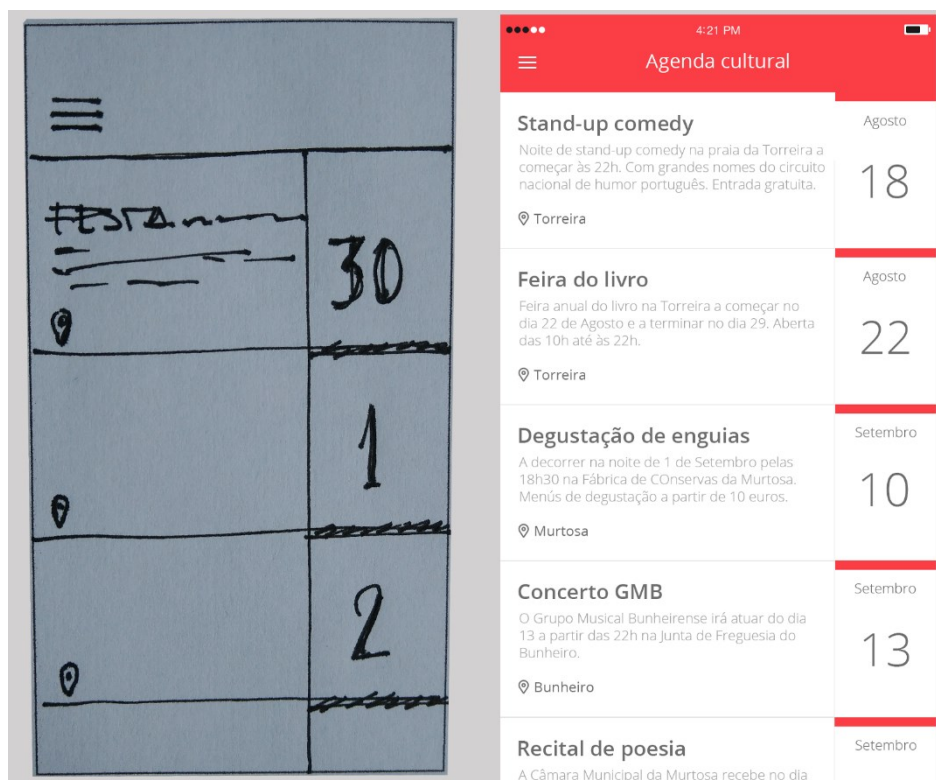 FESTA
30
1
2
4:21 PM
Agenda cultural
Stand-up comedy
Noite de stand-up comedy na praia da Torreira a
começar às 22h. Com grandes nomes do circuito
nacional de humor português. Entrada gratuita.
Torreira
Agosto
18
Feira do livro
Feira anual do livro na Torreira a começar no
dia 22 de Agosto e a terminar no dia 29. Aberta
das 10h até às 22h.
Torreira
Agosto
22
Degustação de enguias
A decorrer na noite de 1 de Setembro pelas
18h30 na Fábrica de COnservas da Murtosa.
Menús de degustação a partir de 10 euros.
Murtosa
Setembro
10
Concerto GMB
O Grupo Musical Bunheirense irá atuar do dia
13 a partir das 22h na Junta de Freguesia do
Bunheiro.
Bunheiro
Setembro
13
Recital de poesia
A Câmara Municipal da Murtosa recebe no dia
Setembro